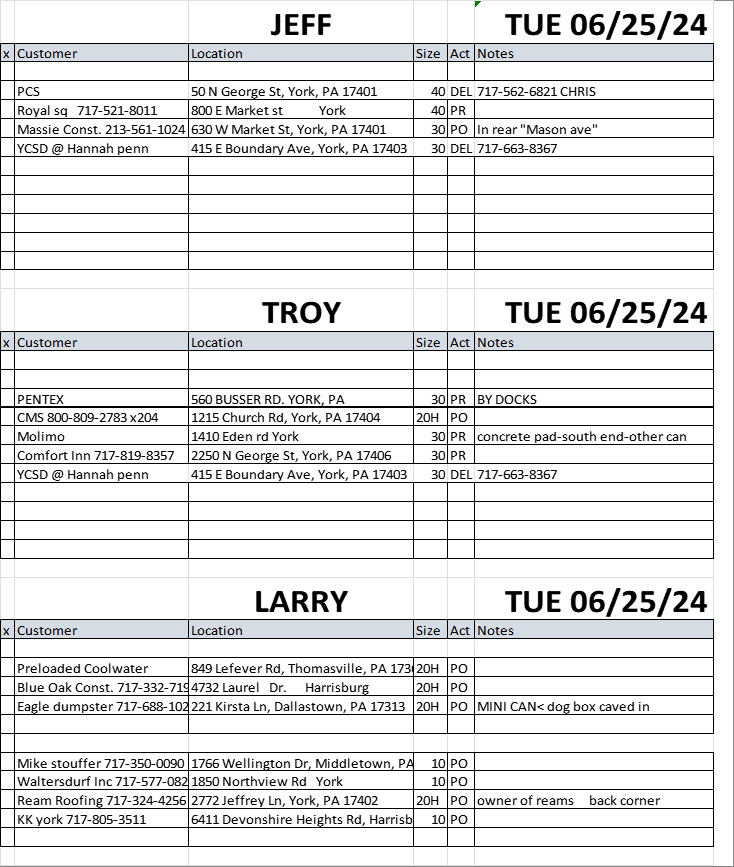 JEFF TUE 06/25/24
x Customer Location Size Act Notes
PCS 50 N George St, York, PA 17401 40 DEL 717-562-6821 CHRIS
Royal sq 717-521-8011 800 E Market st York 40 PR
Massie Const. 213-561-1024 630 W Market St, York, PA 17401 30 PO In rear "Mason ave"
YCSD @ Hannah penn 415 E Boundary Ave, York, PA 17403 30 DEL 717-663-8367
TROY TUE 06/25/24
x Customer Location Size Act Notes
PENTEX 560 BUSSER RD. YORK, PA 30 PR BY DOCKS
CMS 800-809-2783 x204 1215 Church Rd, York, PA 17404 20H PO
Molimo 1410 Eden rd York 30 PR concrete pad-south end-other can
Comfort Inn 717-819-8357 2250 N George St, York, PA 17406 30 PR
YCSD @ Hannah penn 415 E Boundary Ave, York, PA 17403 30 DEL 717-663-8367
LARRY TUE 06/25/24
x Customer Location Size Act Notes
Preloaded Coolwater 849 Lefever Rd, Thomasville, PA 173 20H PO
Blue Oak Const. 717-332-719 4732 Laurel Dr. Harrisburg 20H PO
Eagle dumpster 717-688-102 221 Kirsta Ln, Dallastown, PA 17313 20H PO MINI CAN< dog box caved in
Mike stouffer 717-350-0090 1766 Wellington Dr, Middletown, PA 10 PO
Waltersdurf Inc 717-577-082 1850 Northview Rd York 10 PO
Ream Roofing 717-324-4256 2772 Jeffrey Ln, York, PA 17402 20H PO owner of reams back corner
KK york 717-805-3511 6411 Devonshire Heights Rd, Harrisb 10 PO